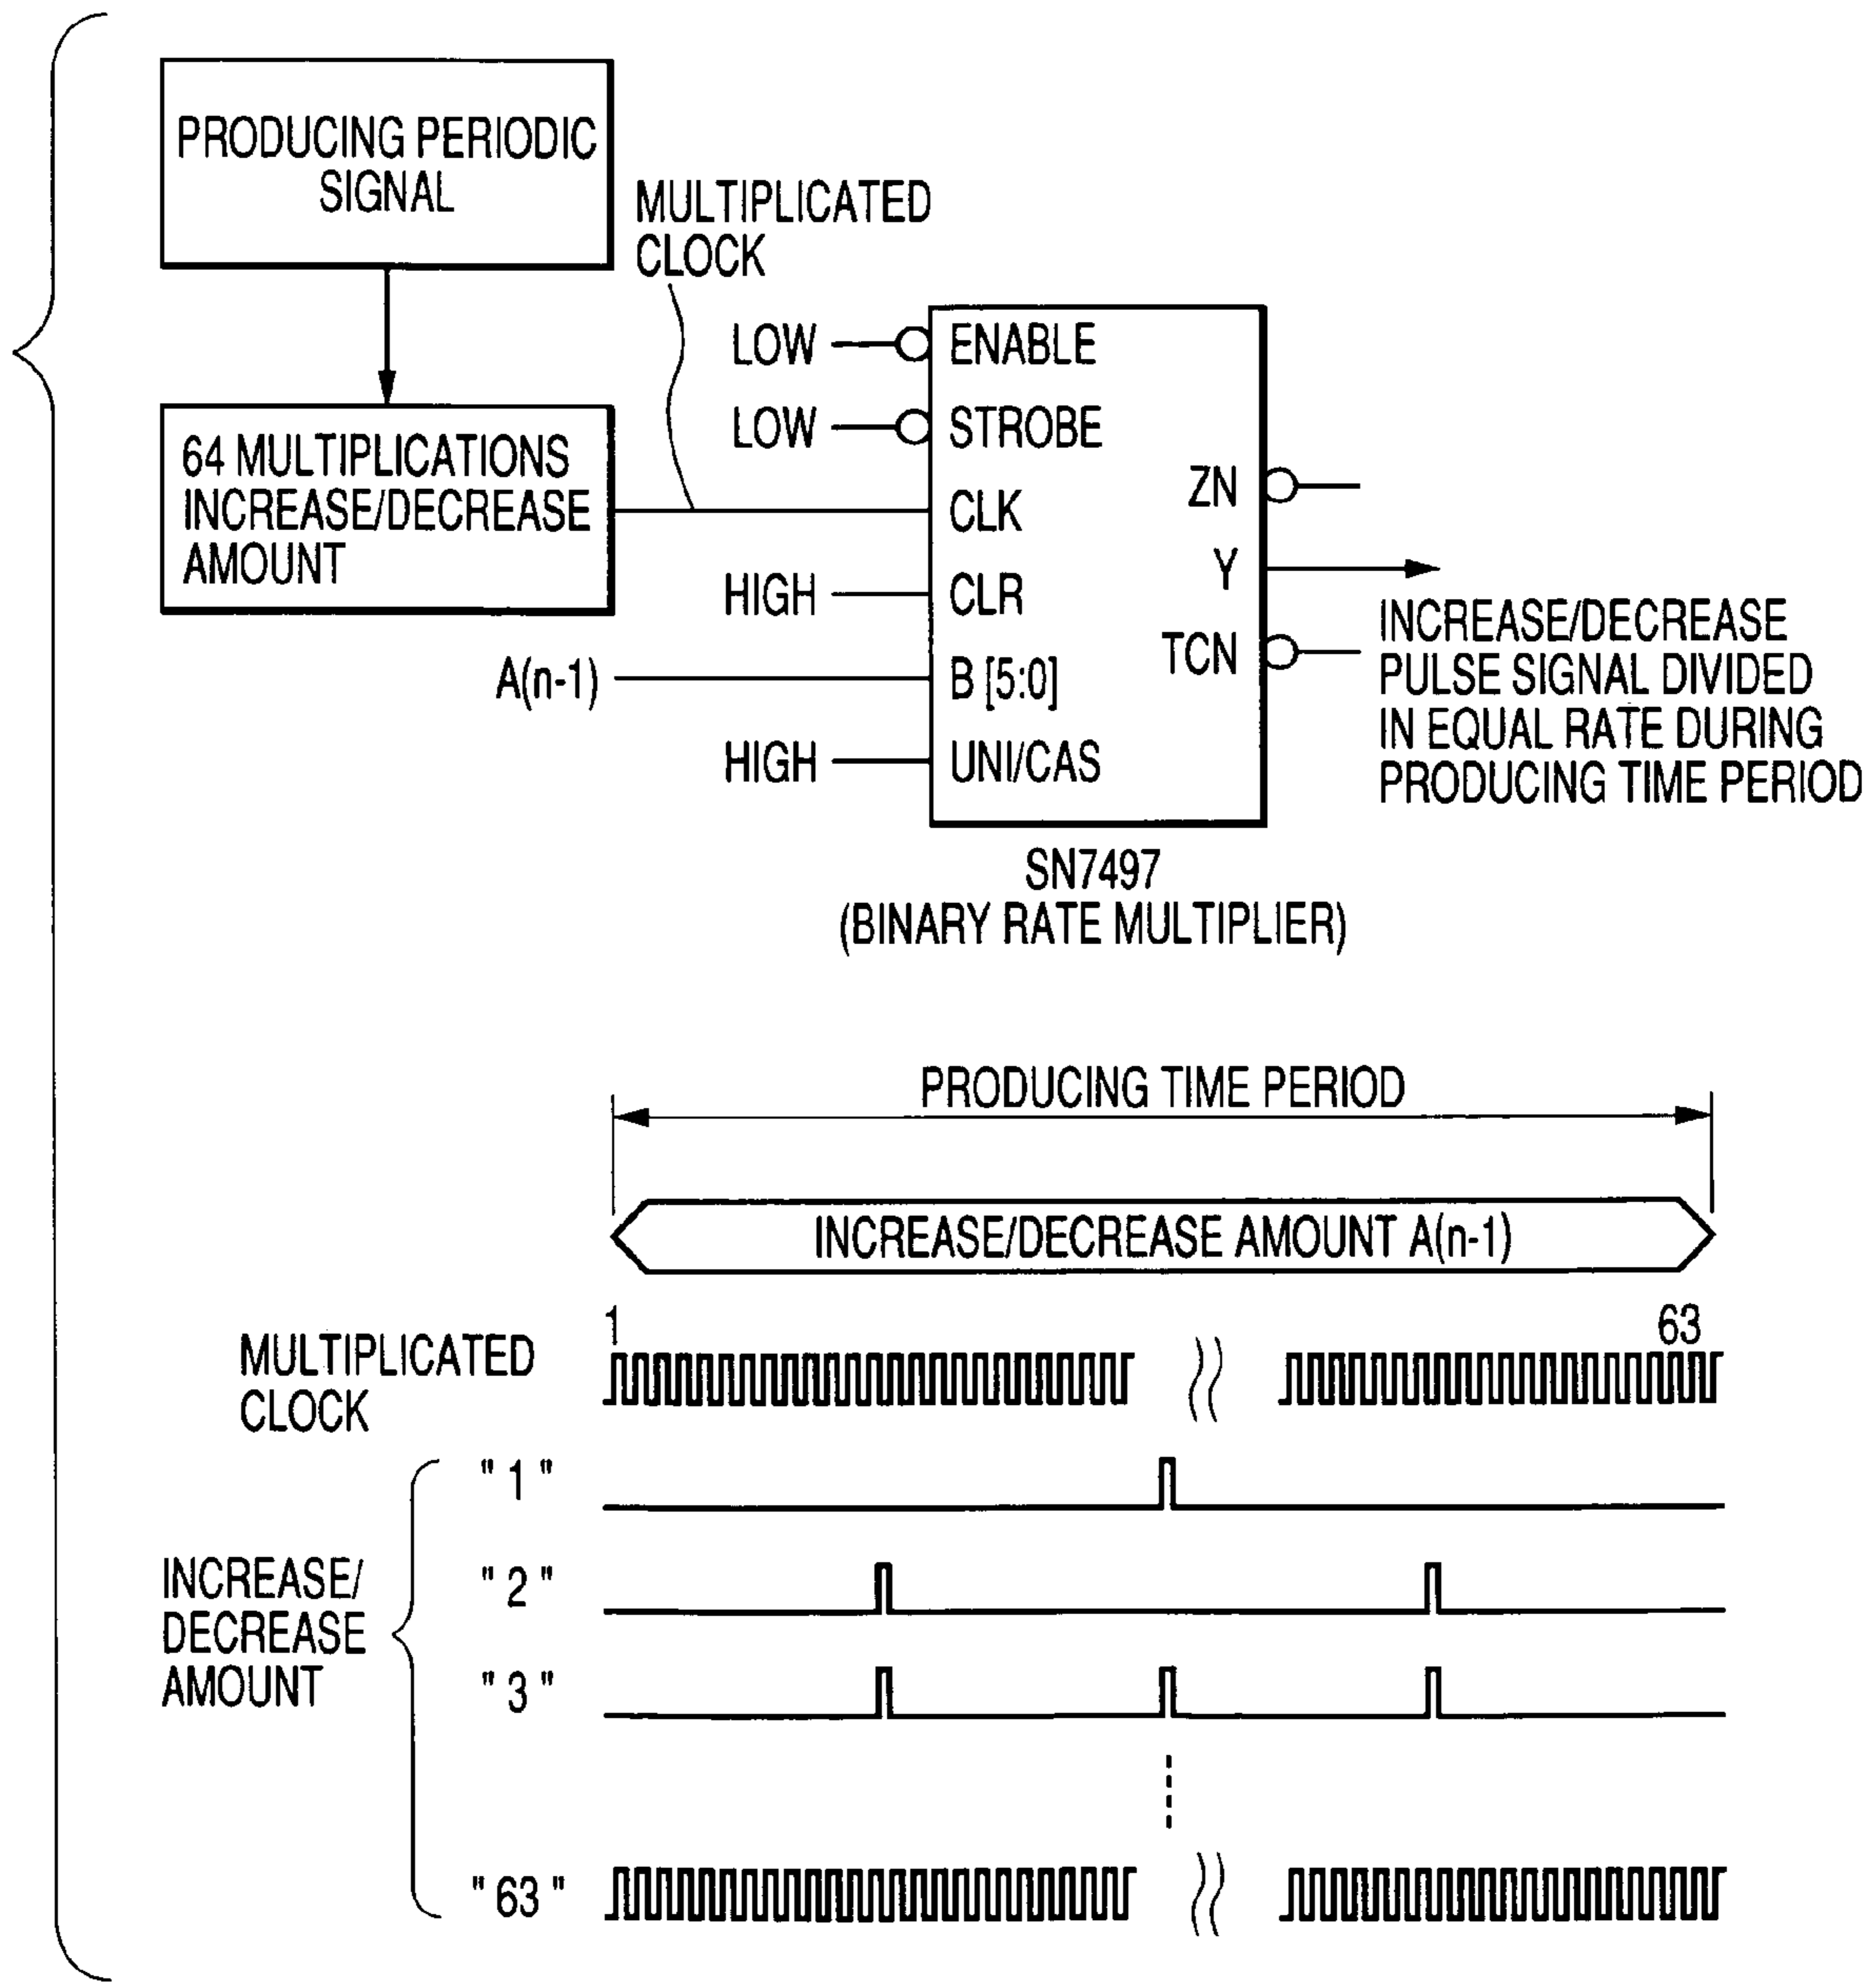 PRODUCING PERIODIC
SIGNAL
MULTIPLICATED
CLOCK
64 MULTIPLICATIONS
INCREASE/DECREASE
AMOUNT
LOW
ENABLE
LOW
STROBE
CLK
HIGH
CLR
A(n-1)
B [5:0]
HIGH
UNI/CAS
ZN
Y
TCN
INCREASE/DECREASE
PULSE SIGNAL DIVIDED
IN EQUAL RATE DURING
PRODUCING TIME PERIOD
SN7497
(BINARY RATE MULTIPLIER)
PRODUCING TIME PERIOD
INCREASE/DECREASE AMOUNT A(n-1)
1
63
MULTIPLICATED
CLOCK
INCREASE/
DECREASE
AMOUNT
"1"
"2"
"3"
"63"